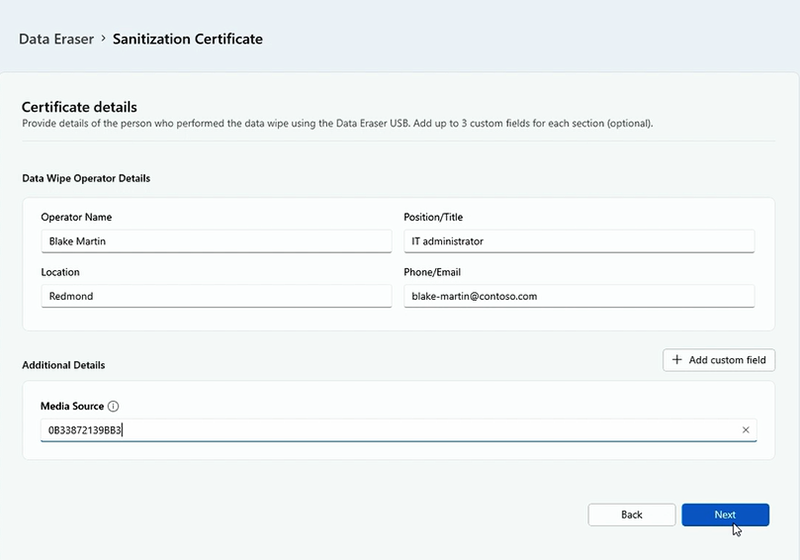 Data Eraser > Sanitization Certificate
Certificate details
Provide details of the person who performed the data wipe using the Data Eraser USB. Add up to 3 custom fields for each section (optional).
Data Wipe Operator Details
Operator Name
Position/Title
Blake Martin
IT administrator
Location
Phone/Email
Redmond
blake-martin@contoso.com
Additional Details
+ Add custom field
Media Source
0B33872139BB3
Back
Next